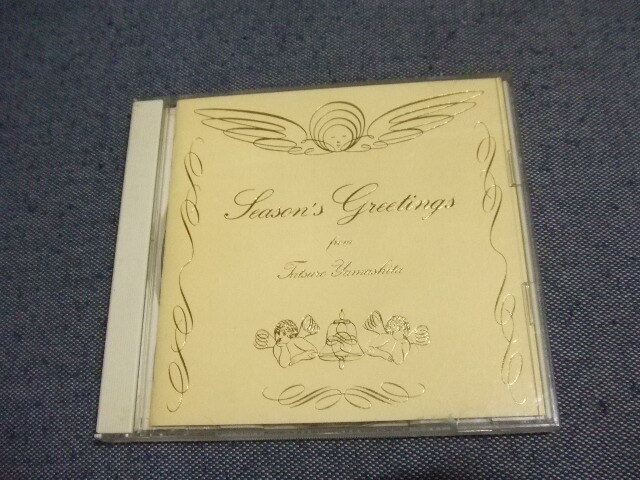 Season's Greetings
from
Tatsuro Yamashita